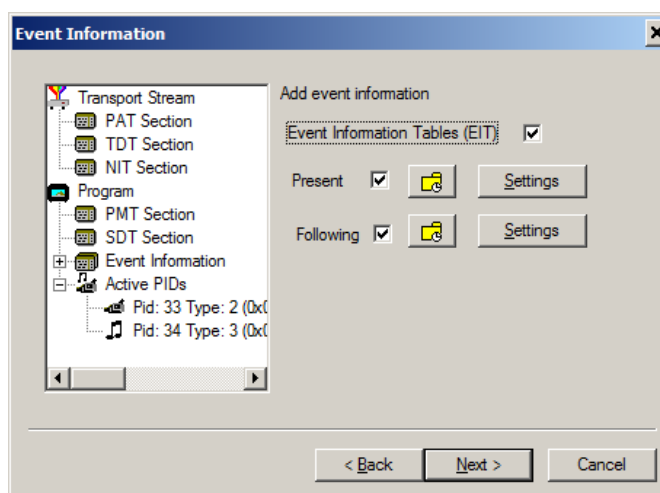 Event Information
Transport Stream
PAT Section
TDT Section
NIT Section
Program
PMT Section
SDT Section
Event Information
Active PIDs
Pid: 33 Type: 2 (0x(
Pid: 34 Type: 3 (0x(
Add event information
Event Information Tables (EIT)
Present Settings
Following Settings
< Back Next > Cancel